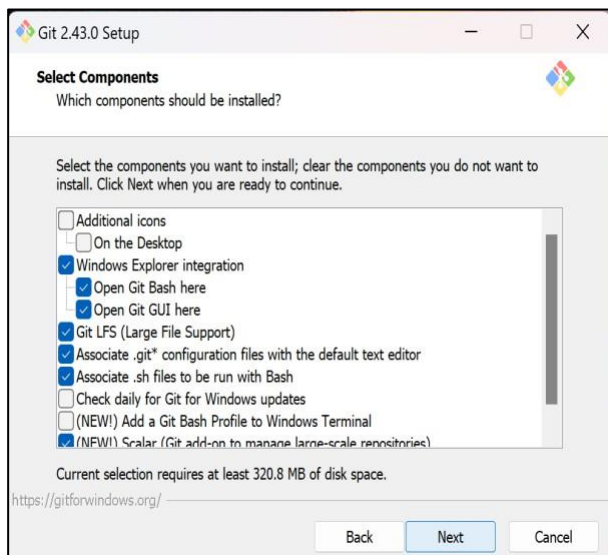 Git 2.43.0 Setup
Select Components
Which components should be installed?
Select the components you want to install; clear the components you do not want to
install. Click Next when you are ready to continue.
Additional icons
On the Desktop
Windows Explorer integration
Open Git Bash here
Open Git GUI here
Git LFS (Large File Support)
Associate .git* configuration files with the default text editor
Associate .sh files to be run with Bash
Check daily for Git for Windows updates
(NEW!) Add a Git Bash Profile to Windows Terminal
(NEW!) Scalar (Git add-on to manage large-scale repositories)
Current selection requires at least 320.8 MB of disk space.
https://gitforwindows.org/
Back Next Cancel